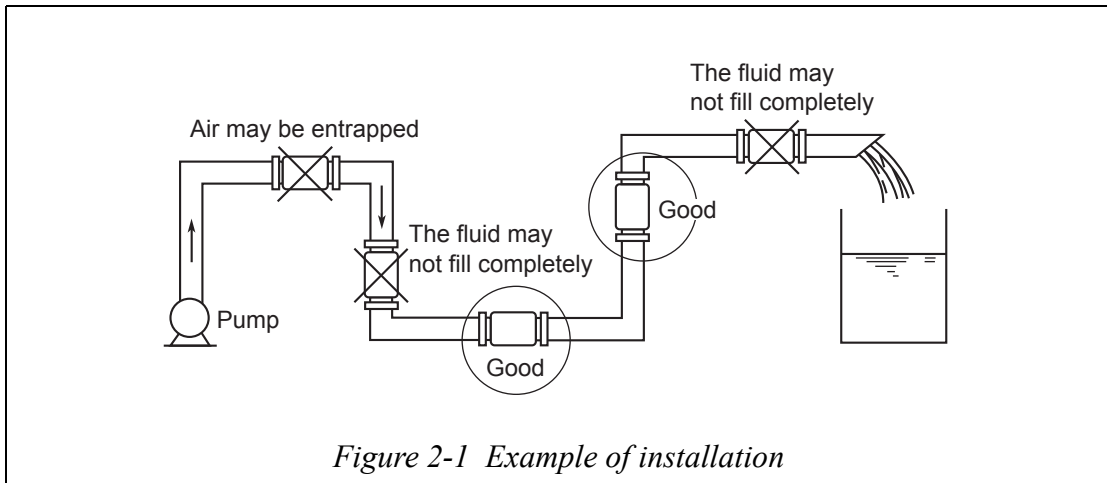 The fluid may
not fill completely
Air may be entrapped
Good
The fluid may
not fill completely
Pump
Good
Figure 2-1 Example of installation